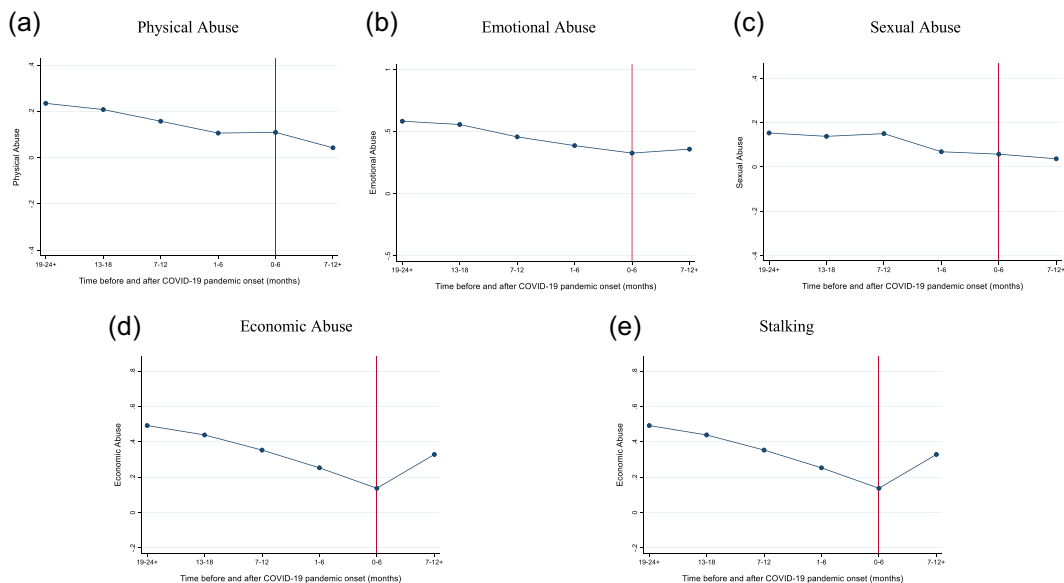 (a)
Physical Abuse
Physical Abuse
.4
.2
0
-.2
-.4
19-24+ 13-18 7-12 1-6 0-6 7-12+
Time before and after COVID-19 pandemic onset (months)
(b)
Emotional Abuse
Emotional Abuse
1
.5
0
-.5
19-24+ 13-18 7-12 1-6 0-6 7-12+
Time before and after COVID-19 pandemic onset (months)
(c)
Sexual Abuse
Sexual Abuse
.4
.2
0
-.2
-.4
19-24+ 13-18 7-12 1-6 0-6 7-12+
Time before and after COVID-19 pandemic onset (months)
(d)
Economic Abuse
Economic Abuse
.8
.6
.4
.2
0
-.2
19-24+ 13-18 7-12 1-6 0-6 7-12+
Time before and after COVID-19 pandemic onset (months)
(e)
Stalking
Economic Abuse
.8
.6
.4
.2
0
-.2
19-24+ 13-18 7-12 1-6 0-6 7-12+
Time before and after COVID-19 pandemic onset (months)